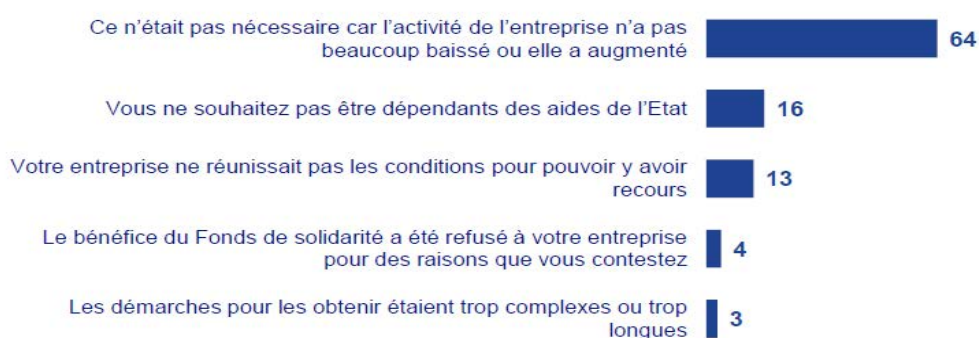 Ce n’était pas nécessaire car l’activité de l’entreprise n’a pas
beaucoup baissé ou elle a augmenté
64
Vous ne souhaitez pas être dépendants des aides de l’Etat
16
Votre entreprise ne réunissait pas les conditions pour pouvoir y avoir
recours
13
Le bénéfice du Fonds de solidarité a été refusé à votre entreprise
pour des raisons que vous contestez
4
Les démarches pour les obtenir étaient trop complexes ou trop
longues
3